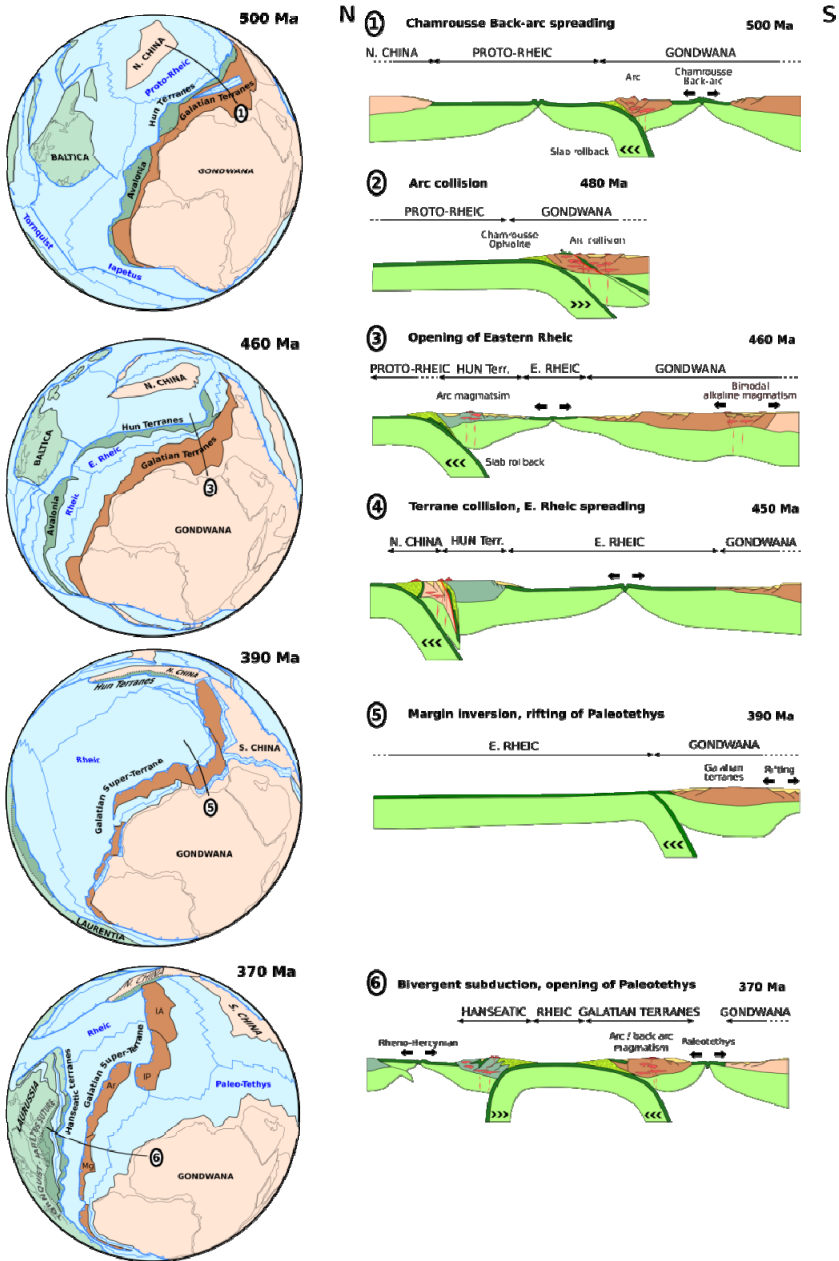 500 Ma
N. CHINA
Proto-Rheic
Hun Terranes
Galatian Terranes
1
BALTICA
Avalonia
GONDWANA
Tornquist
Iapetus
460 Ma
N. CHINA
BALTICA
Hun Terranes
E. Rheic
Galatian Terranes
Avalonia
Rheic
3
GONDWANA
390 Ma
N. CHINA
Hun Terranes
Rheic
S. CHINA
Galatian Super-Terrane
5
GONDWANA
LAURENTIA
370 Ma
N. CHINA
IA
S. CHINA
Rheic
Galatian Super-Terrane
Hanseatic terranes
LAURUSSIA
Ar
IP
Paleo-Tethys
6
Mg
GONDWANA
N
S
1 Chamrousse Back-arc spreading 500 Ma
N. CHINA PROTO-RHEIC GONDWANA
Arc
Chamrousse
Back-arc
Slab rollback
<<<
2 Arc collision 480 Ma
PROTO-RHEIC GONDWANA
Chamrousse
Ophiolite
Arc collision
>>>
3 Opening of Eastern Rheic 460 Ma
PROTO-RHEIC HUN Terr. E. RHEIC GONDWANA
Arc magmatsim
Bimodal
alkaline magmatism
<<<
Slab rollback
4 Terrane collision, E. Rheic spreading 450 Ma
N. CHINA HUN Terr. E. RHEIC GONDWANA
<<<
5 Margin inversion, rifting of Paleotethys 390 Ma
E. RHEIC GONDWANA
Galatian
terranes
Rifting
<<<
6 Bivergent subduction, opening of Paleotethys 370 Ma
HANSEATIC RHEIC GALATIAN TERRANES GONDWANA
Rheno-Hercynian
Arc / back arc
magmatism
Paleotethys
>>>
<<<